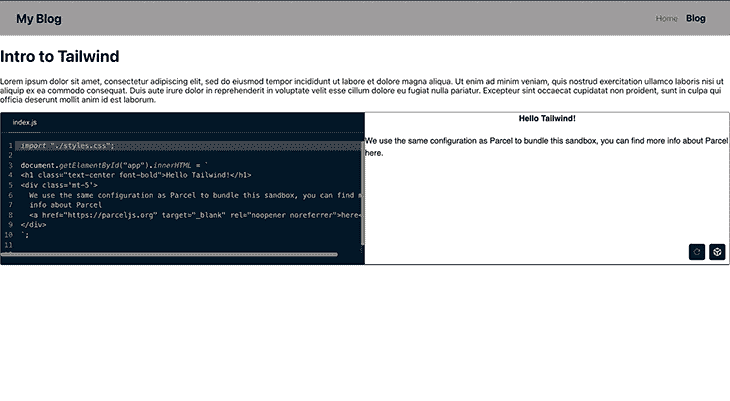 My Blog
Home Blog
Intro to Tailwind
Lorem ipsum dolor sit amet, consectetur adipiscing elit, sed do eiusmod tempor incididunt ut labore et dolore magna aliqua. Ut enim ad minim veniam, quis nostrud exercitation ullamco laboris nisi ut
aliquip ex ea commodo consequat. Duis aute irure dolor in reprehenderit in voluptate velit esse cillum dolore eu fugiat nulla pariatur. Excepteur sint occaecat cupidatat non proident, sunt in culpa qui
officia deserunt mollit anim id est laborum.
index.js
1 import "./styles.css";
2
3 document.getElementById("app").innerHTML = `
4 <h1 class="text-center font-bold">Hello Tailwind!</h1>
5 <div class="mt-5">
6 We use the same configuration as Parcel to bundle this sandbox, you can find m
7 info about Parcel
8 <a href="https://parceljs.org" target="_blank" rel="noopener noreferrer">here<
9 </div>
10 `;
11
Hello Tailwind!
We use the same configuration as Parcel to bundle this sandbox, you can find more info about Parcel
here.